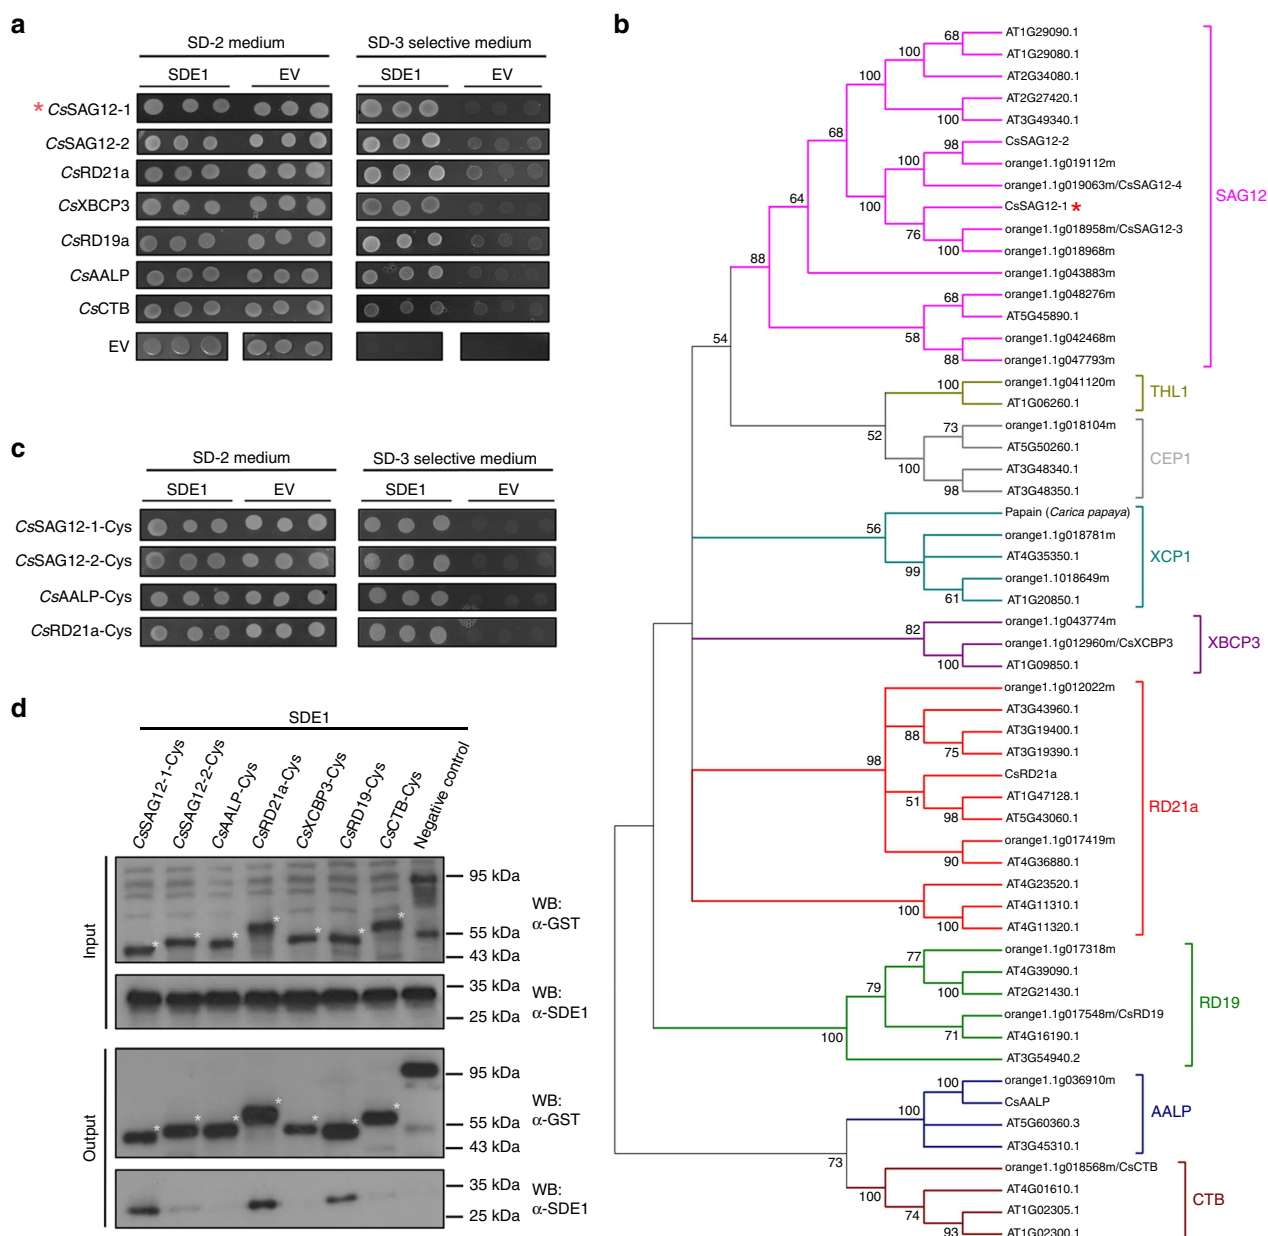 a
SD-2 medium
SD-3 selective medium
SDE1
EV
SDE1
EV
* CsSAG12-1
CsSAG12-2
CsRD21a
CsXBCP3
CsRD19a
CsAALP
CsCTB
EV
b
AT1G29090.1
AT1G29080.1
AT2G34080.1
AT2G27420.1
AT3G49340.1
CsSAG12-2
orange1.1g019112m
orange1.1g019063m/CsSAG12-4
CsSAG12-1 *
orange1.1g018958m/CsSAG12-3
orange1.1g018968m
orange1.1g043883m
orange1.1g048276m
AT5G45890.1
orange1.1g042468m
orange1.1g047793m
SAG12
orange1.1g041120m
AT1G06260.1
THL1
orange1.1g018104m
AT5G50260.1
AT3G48340.1
AT3G48350.1
CEP1
Papain (Carica papaya)
orange1.1g018781m
AT4G35350.1
orange1.1018649m
AT1G20850.1
XCP1
orange1.1g043774m
orange1.1g012960m/CsXCBP3
AT1G09850.1
XBCP3
orange1.1g012022m
AT3G43960.1
AT3G19400.1
AT3G19390.1
CsRD21a
AT1G47128.1
AT5G43060.1
orange1.1g017419m
AT4G36880.1
AT4G23520.1
AT4G11310.1
AT4G11320.1
RD21a
orange1.1g017318m
AT4G39090.1
AT2G21430.1
orange1.1g017548m/CsRD19
AT4G16190.1
AT3G54940.2
RD19
orange1.1g036910m
CsAALP
AT5G60360.3
AT3G45310.1
AALP
orange1.1g018568m/CsCTB
AT4G01610.1
AT1G02305.1
AT1G02300.1
CTB
68
100
100
100
68
98
100
100
76
100
64
88
68
58
88
54
100
52
73
100
98
56
99
61
82
100
98
88
75
51
98
90
100
100
77
100
79
71
100
100
100
73
100
74
93
c
SD-2 medium
SD-3 selective medium
SDE1
EV
SDE1
EV
CsSAG12-1-Cys
CsSAG12-2-Cys
CsAALP-Cys
CsRD21a-Cys
d
SDE1
CsSAG12-1-Cys
CsSAG12-2-Cys
CsAALP-Cys
CsRD21a-Cys
CsXCBP3-Cys
CsRD19-Cys
CsCTB-Cys
Negative control
Input
95 kDa
55 kDa
43 kDa
WB:
α-GST
35 kDa
25 kDa
WB:
α-SDE1
Output
95 kDa
55 kDa
43 kDa
WB:
α-GST
35 kDa
25 kDa
WB:
α-SDE1